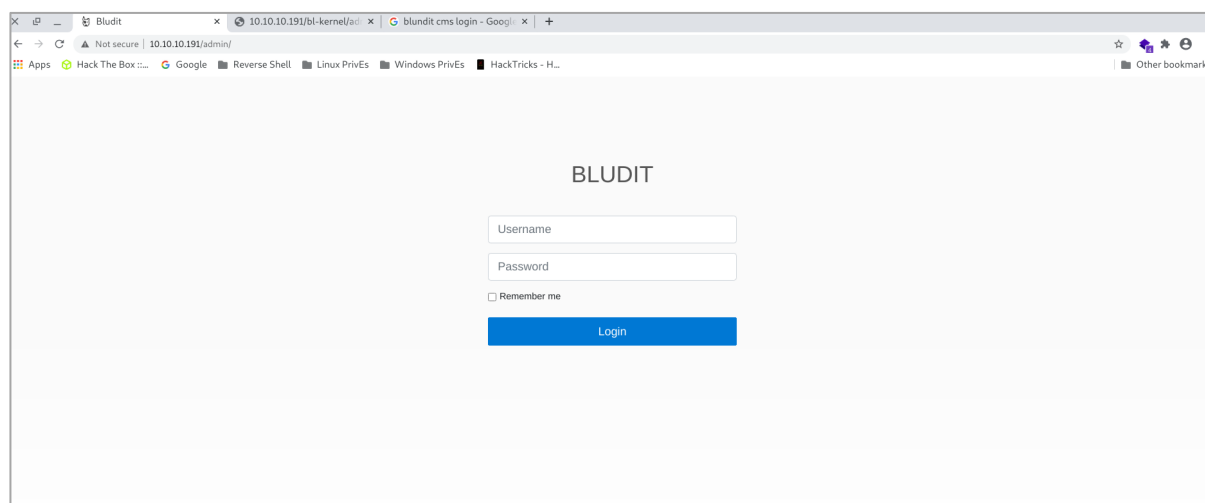 Bludit 10.10.10.191/bl-kernel/ad blundit cms login - Google
Not secure | 10.10.10.191/admin/
Apps Hack The Box ::... Google Reverse Shell Linux PrivEs Windows PrivEs HackTricks - H... Other bookmark
BLUDIT
Username
Password
Remember me
Login